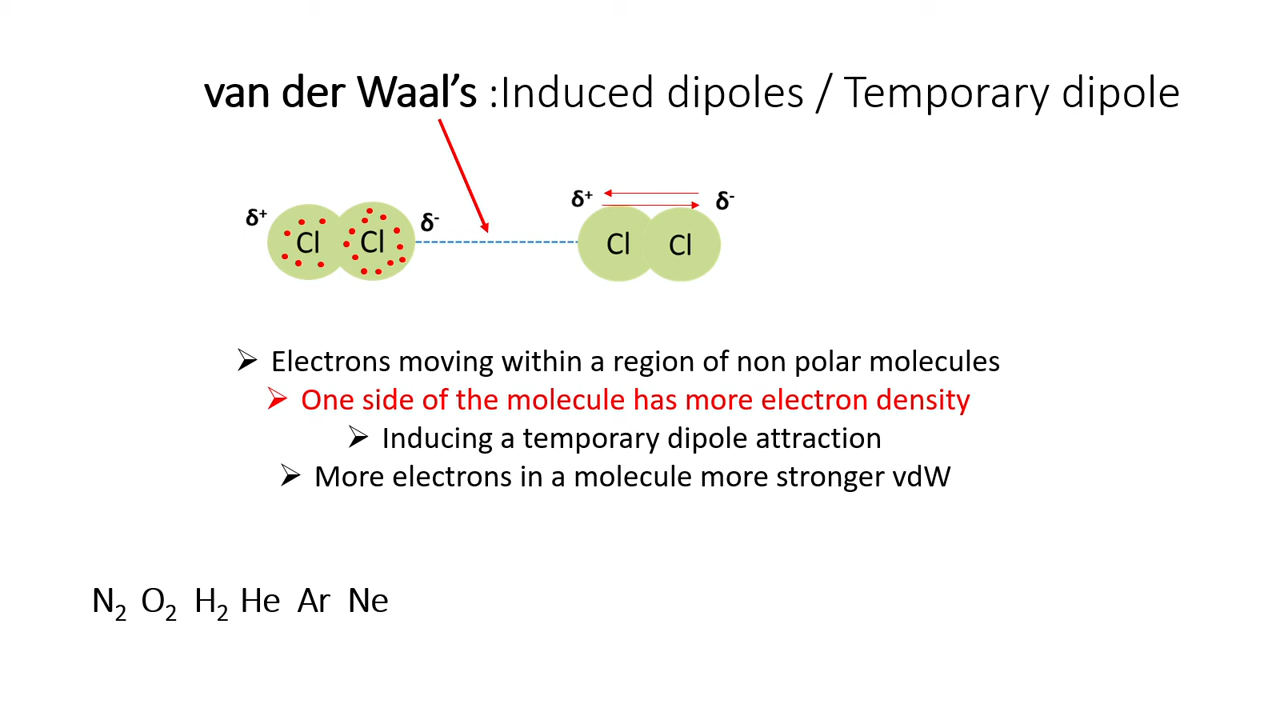 van der Waal’s :Induced dipoles / Temporary dipole
δ⁺ Cl Cl δ⁻ δ⁺ Cl Cl δ⁻
➢ Electrons moving within a region of non polar molecules
➢ One side of the molecule has more electron density
➢ Inducing a temporary dipole attraction
➢ More electrons in a molecule more stronger vdW
N₂ O₂ H₂ He Ar Ne